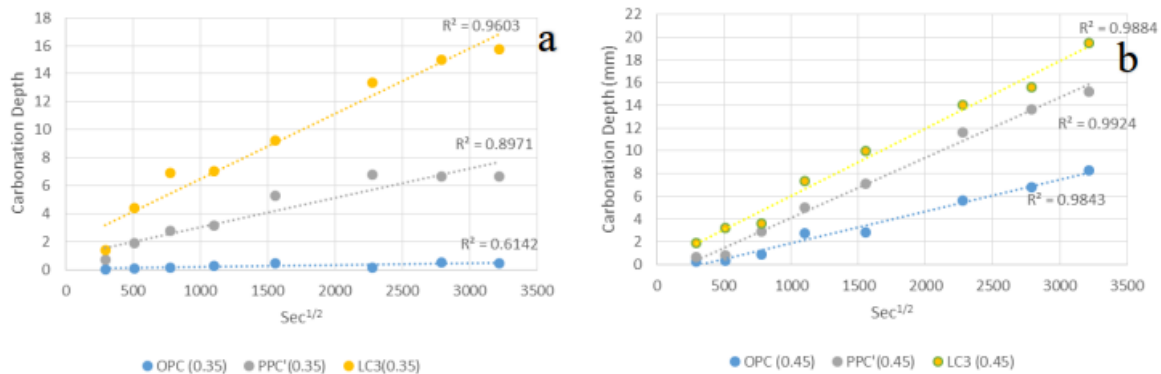 18
16
14
12
10
8
6
4
2
0
Carbonation Depth
R² = 0.9603
a
R² = 0.8971
R² = 0.6142
0 500 1000 1500 2000 2500 3000 3500
Sec1/2
OPC (0.35) PPC'(0.35) LC3(0.35)
22
20
18
16
14
12
10
8
6
4
2
0
Carbonation Depth (mm)
R² = 0.9884
b
R² = 0.9924
R² = 0.9843
0 500 1000 1500 2000 2500 3000 3500
Sec1/2
OPC (0.45) PPC'(0.45) LC3 (0.45)